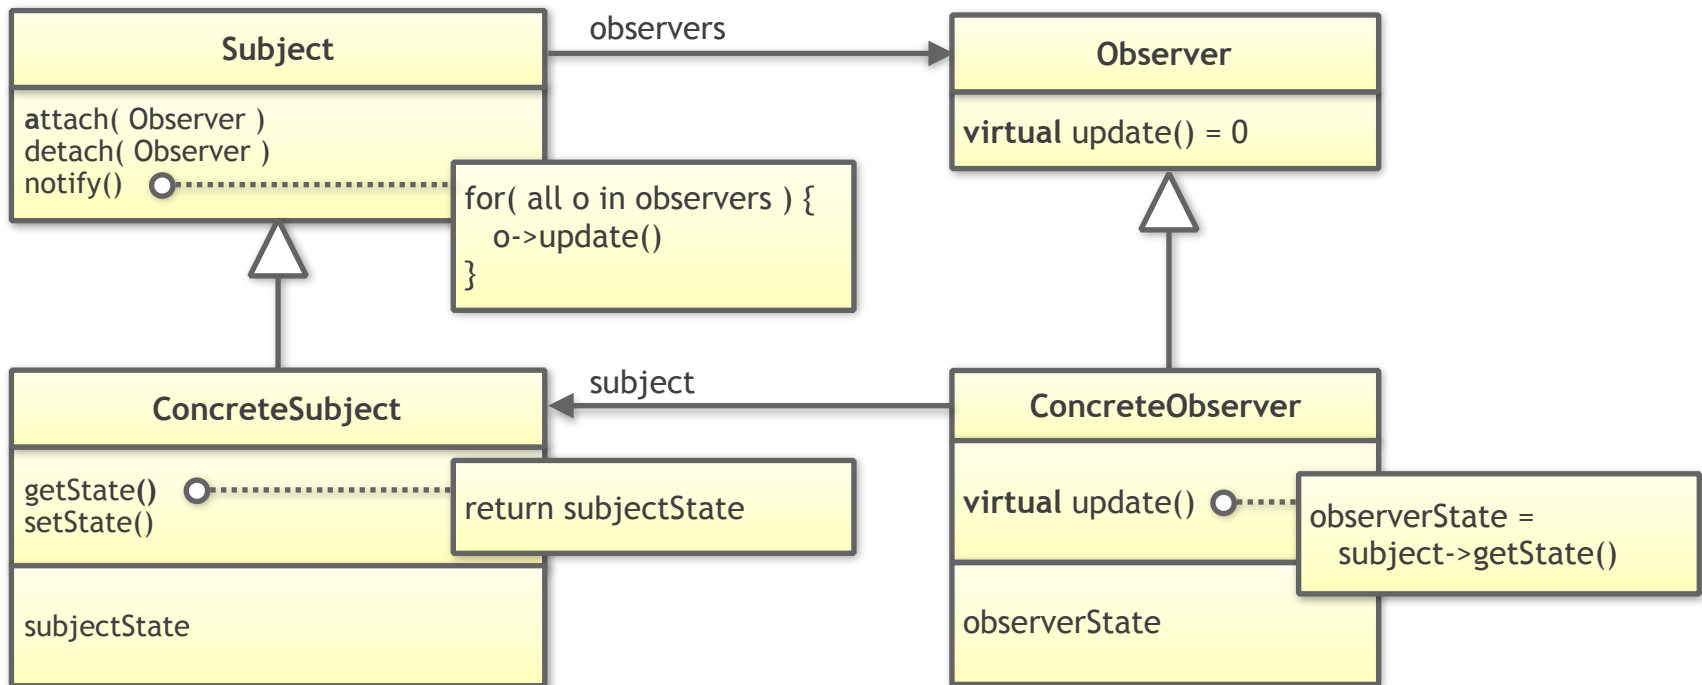 Subject
attach( Observer )
detach( Observer )
notify()
for( all o in observers ) {
o->update()
}
observers
Observer
virtual update() = 0
ConcreteSubject
getState()
setState()
return subjectState
subjectState
subject
ConcreteObserver
virtual update()
observerState =
subject->getState()
observerState